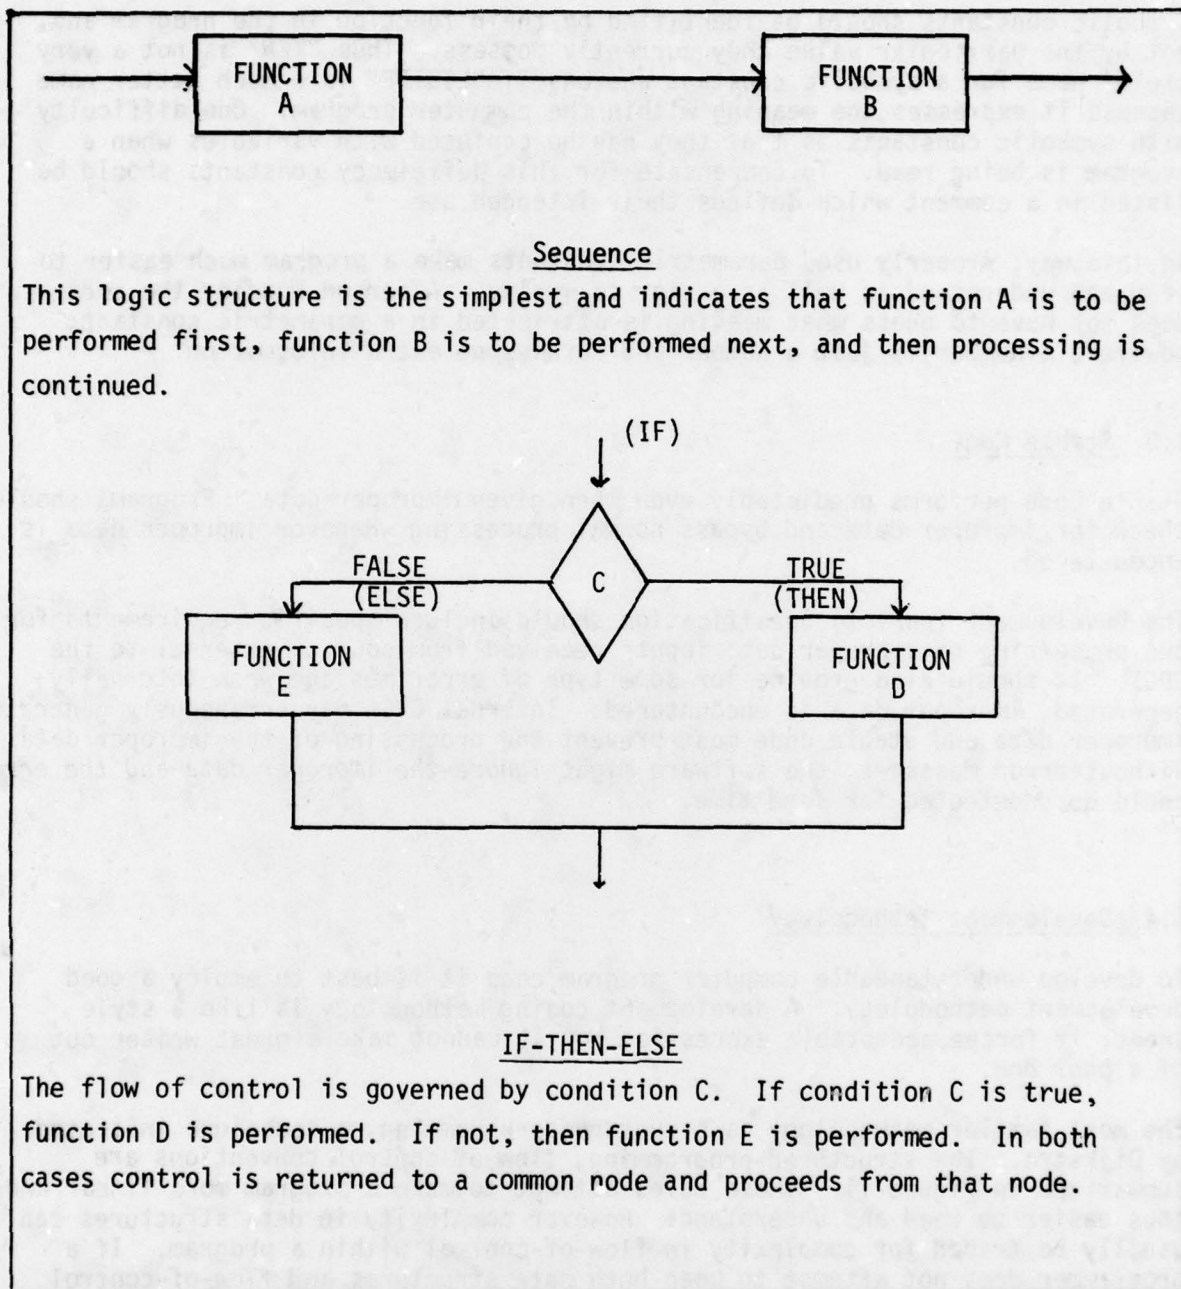 FUNCTION
A
FUNCTION
B
Sequence
This logic structure is the simplest and indicates that function A is to be
performed first, function B is to be performed next, and then processing is
continued.
(IF)
C
FALSE
(ELSE)
TRUE
(THEN)
FUNCTION
E
FUNCTION
D
IF-THEN-ELSE
The flow of control is governed by condition C. If condition C is true,
function D is performed. If not, then function E is performed. In both
cases control is returned to a common node and proceeds from that node.